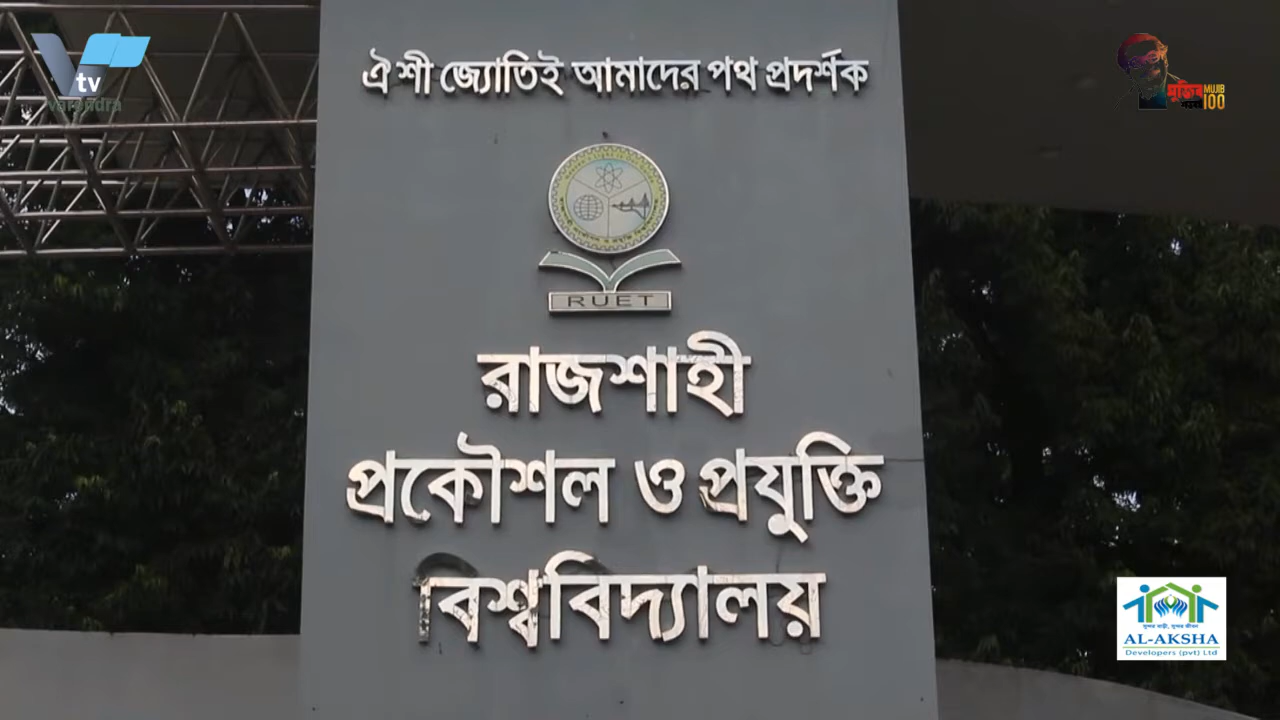 ঐশী জ্যোতিই আমাদের পথ প্রদর্শক
RUET
রাজশাহী
প্রকৌশল ও প্রযুক্তি
বিশ্ববিদ্যালয়
tv
varendra
MUJIB
100
AL-AKSHA
Developers (pvt) Ltd